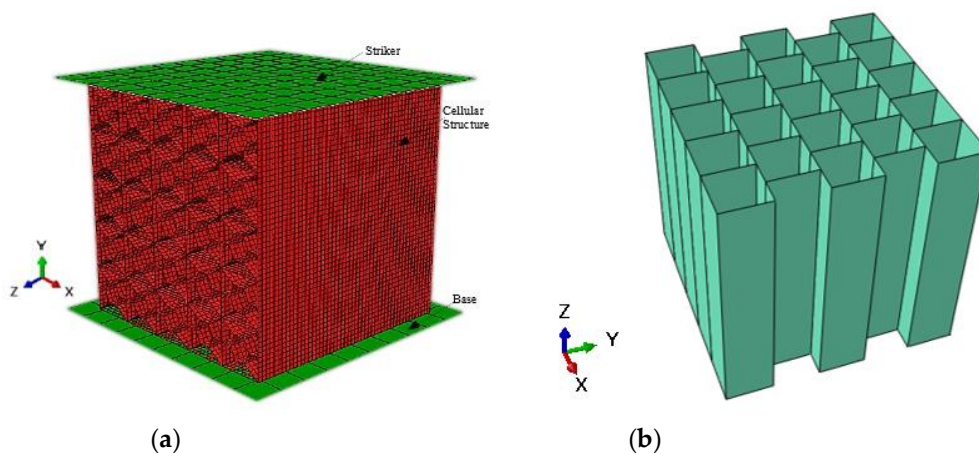 Striker
Cellular
Structure
Base
Y
Z
X
Z
Y
X
(a)
(b)